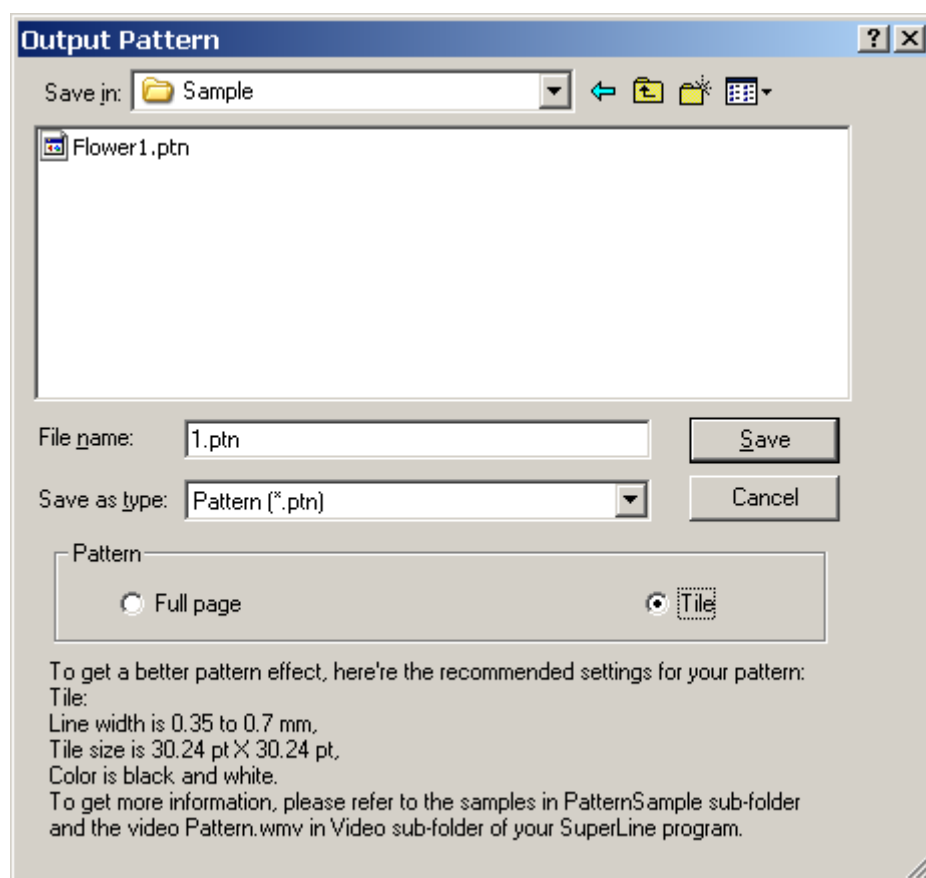 Output Pattern
Save in: Sample
Flower1.ptn
File name: 1.ptn Save
Save as type: Pattern (*.ptn) Cancel
Pattern
Full page Tile
To get a better pattern effect, here're the recommended settings for your pattern:
Tile:
Line width is 0.35 to 0.7 mm,
Tile size is 30.24 pt X 30.24 pt,
Color is black and white.
To get more information, please refer to the samples in PatternSample sub-folder
and the video Pattern.wmv in Video sub-folder of your SuperLine program.